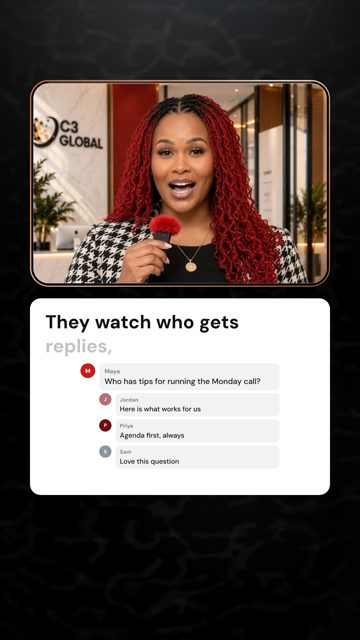 C3
GLOBAL
They watch who gets
replies,
M
Maya
Who has tips for running the Monday call?
J
Jordan
Here is what works for us
P
Priya
Agenda first, always
S
Sam
Love this question